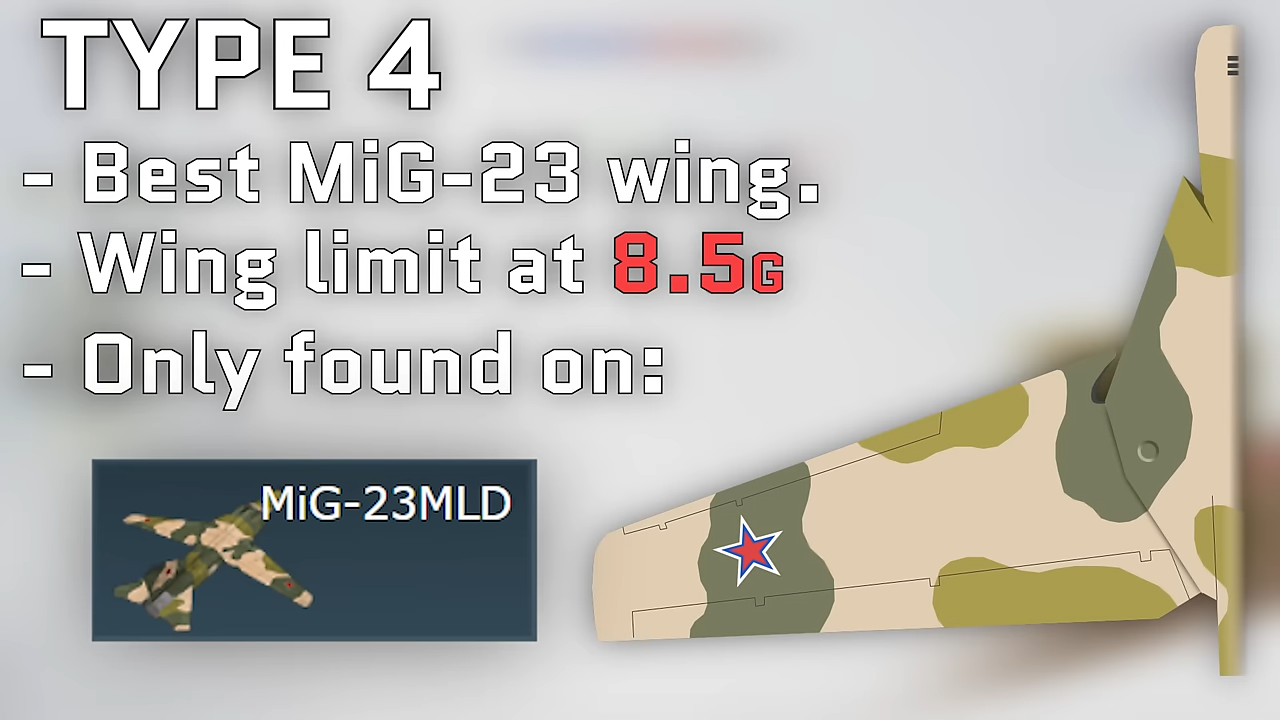 TYPE 4
- Best MiG-23 wing.
- Wing limit at 8.5G
- Only found on:
MiG-23MLD